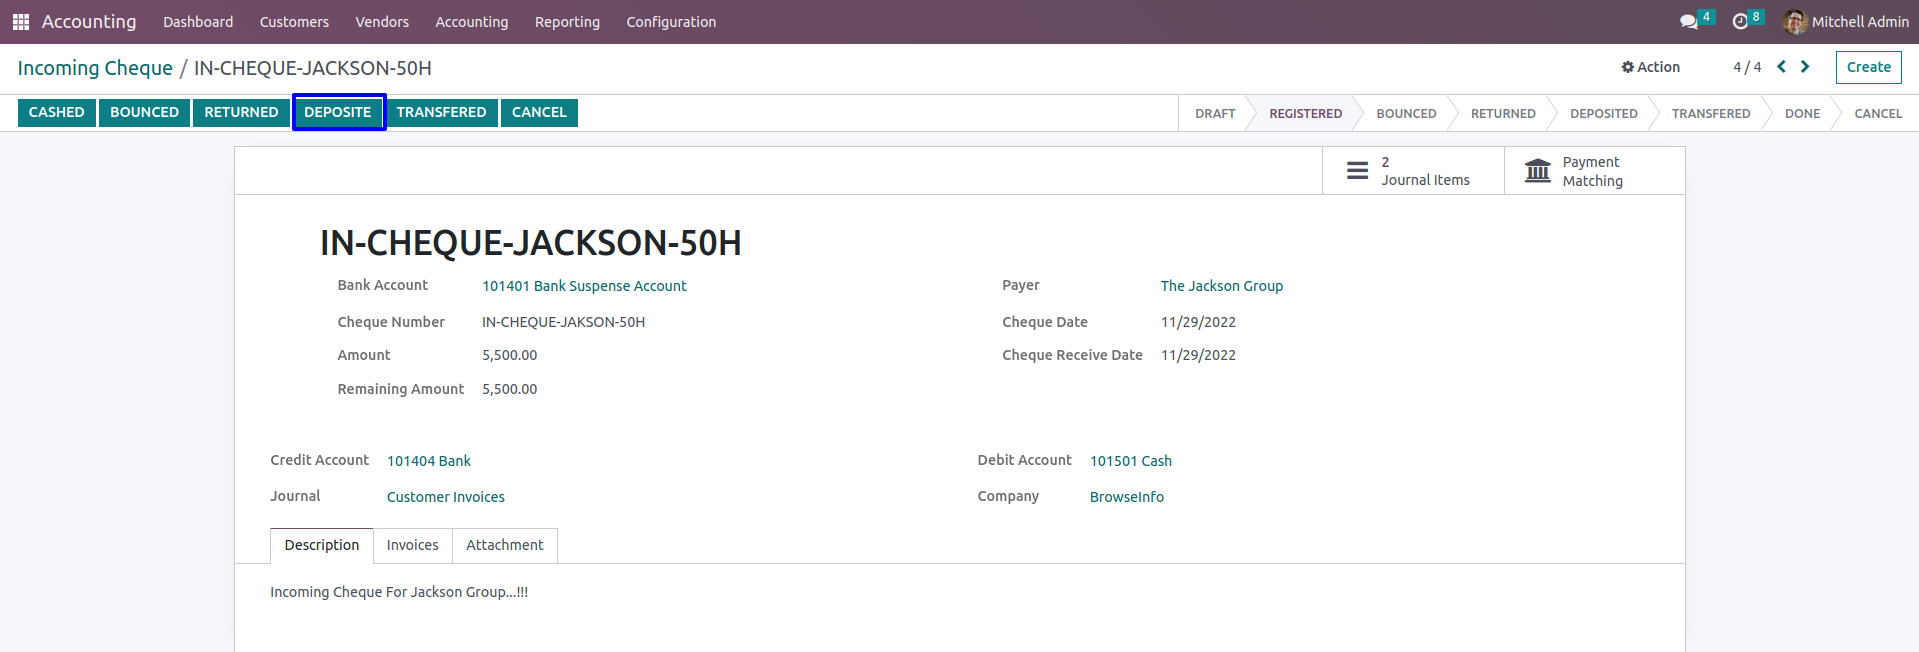 Accounting Dashboard Customers Vendors Accounting Reporting Configuration 4 8 Mitchell Admin
Incoming Cheque / IN-CHEQUE-JACKSON-50H Action 4 / 4 Create
CASHED BOUNCED RETURNED DEPOSITE TRANSFERED CANCEL DRAFT REGISTERED BOUNCED RETURNED DEPOSITED TRANSFERED DONE CANCEL
2
Journal Items
Payment
Matching
IN-CHEQUE-JACKSON-50H
Bank Account 101401 Bank Suspense Account Payer The Jackson Group
Cheque Number IN-CHEQUE-JAKSON-50H Cheque Date 11/29/2022
Amount 5,500.00 Cheque Receive Date 11/29/2022
Remaining Amount 5,500.00
Credit Account 101404 Bank Debit Account 101501 Cash
Journal Customer Invoices Company BrowseInfo
Description Invoices Attachment
Incoming Cheque For Jackson Group...!!!